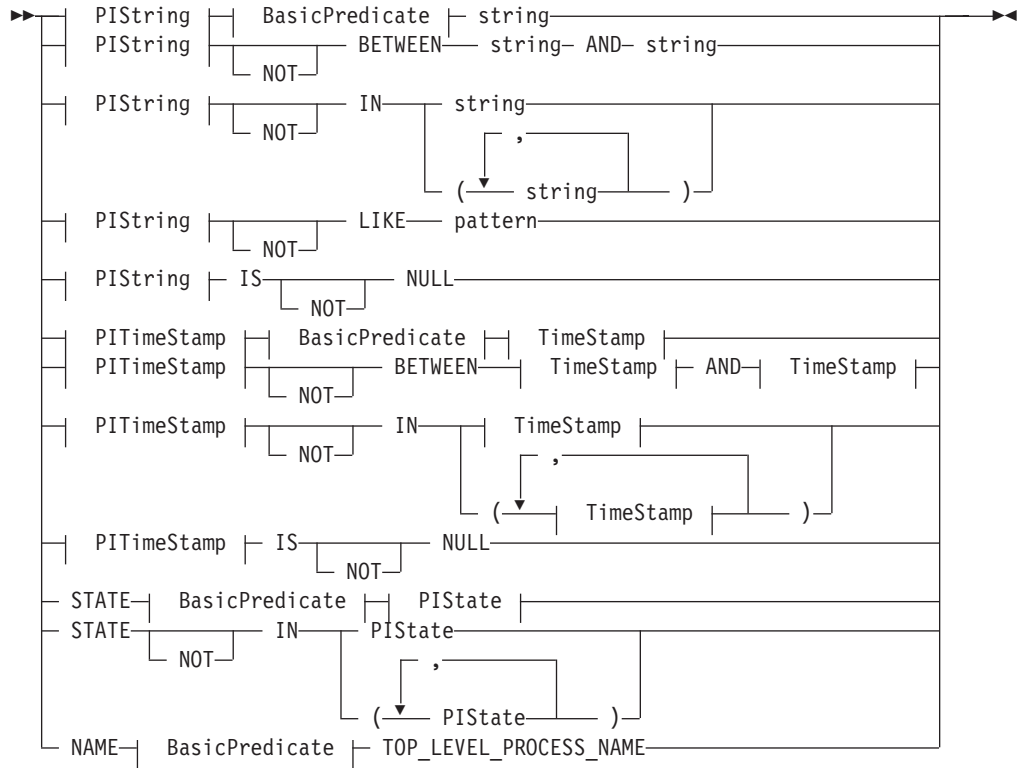 PIString BasicPredicate string
PIString BETWEEN string AND string
NOT
PIString IN string
NOT ,
( string )
PIString LIKE pattern
NOT
PIString IS NULL
NOT
PITimeStamp BasicPredicate TimeStamp
PITimeStamp BETWEEN TimeStamp AND TimeStamp
NOT
PITimeStamp IN TimeStamp
NOT ,
( TimeStamp )
PITimeStamp IS NULL
NOT
STATE BasicPredicate PIState
STATE IN PIState
NOT ,
( PIState )
NAME BasicPredicate TOP_LEVEL_PROCESS_NAME